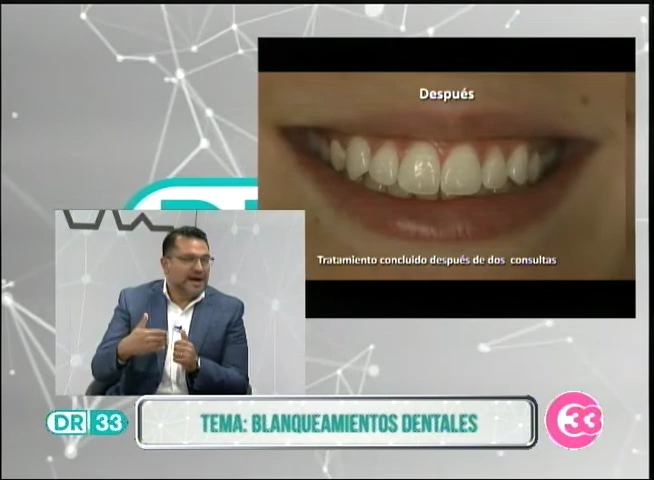 Después
Tratamiento concluido después de dos consultas
DR 33
TEMA: BLANQUEAMIENTOS DENTALES
33